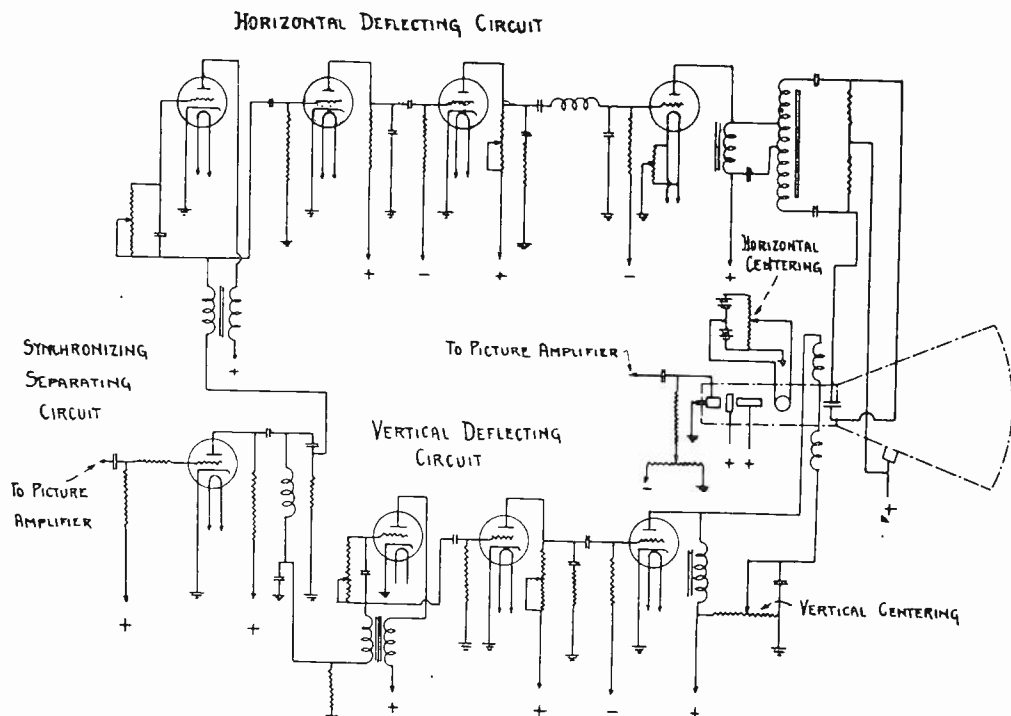 Horizontal Deflecting Circuit
+
-
+
-
+
Horizontal
Centering
Synchronizing
Separating
Circuit
+
To Picture Amplifier
Vertical Deflecting
Circuit
+ +
- 
+
To Picture
Amplifier
Vertical Centering
+
+
+
+
-
+